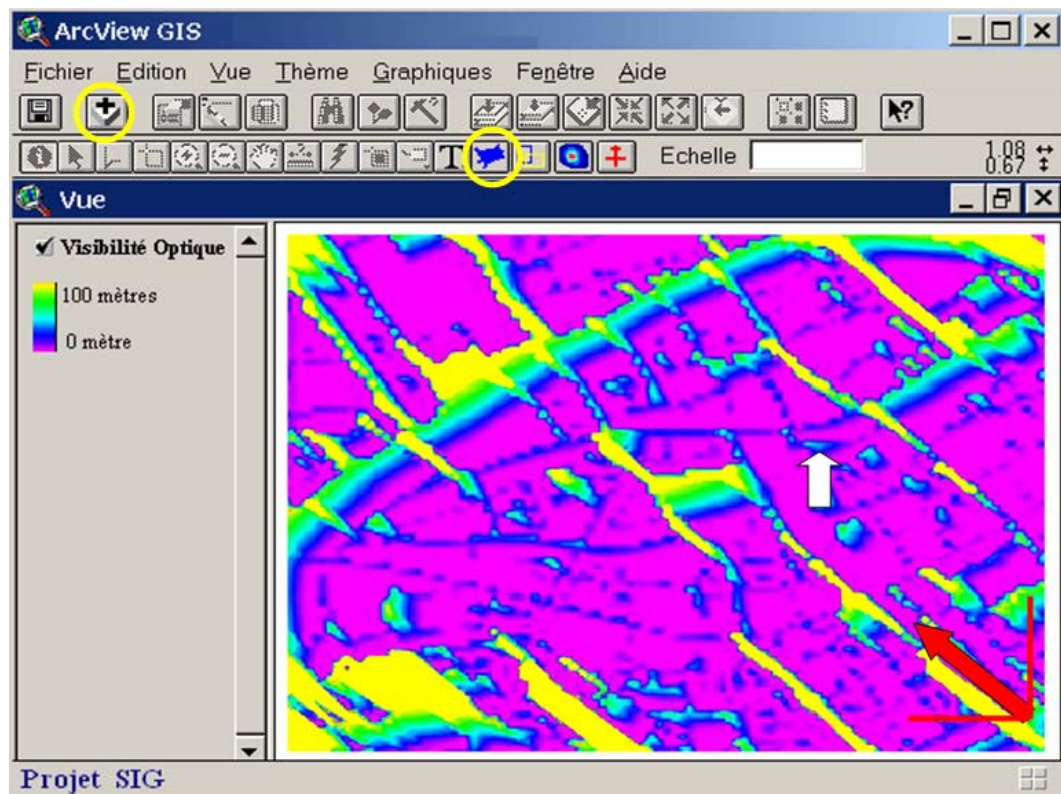 ArcView GIS
Fichier Edition Vue Thème Graphiques Fenêtre Aide
T
Echelle
1.08
0.67
Vue
Visibilité Optique
100 mètres
0 mètre
Projet SIG